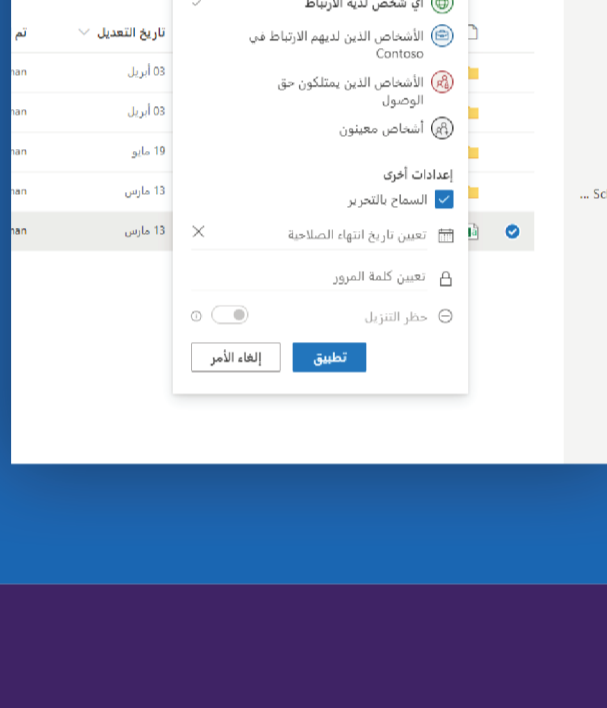 أي شخص لديه الارتباط
الأشخاص الذين لديهم الارتباط في
Contoso
الأشخاص الذين يمتلكون حق
الوصول
أشخاص معينون
إعدادات أخرى
السماح بالتحرير
تعيين تاريخ انتهاء الصلاحية
تعيين كلمة المرور
حظر التنزيل
تطبيق
إلغاء الأمر
تاريخ التعديل
تم
03 أبريل
03 أبريل
19 مايو
13 مارس
13 مارس